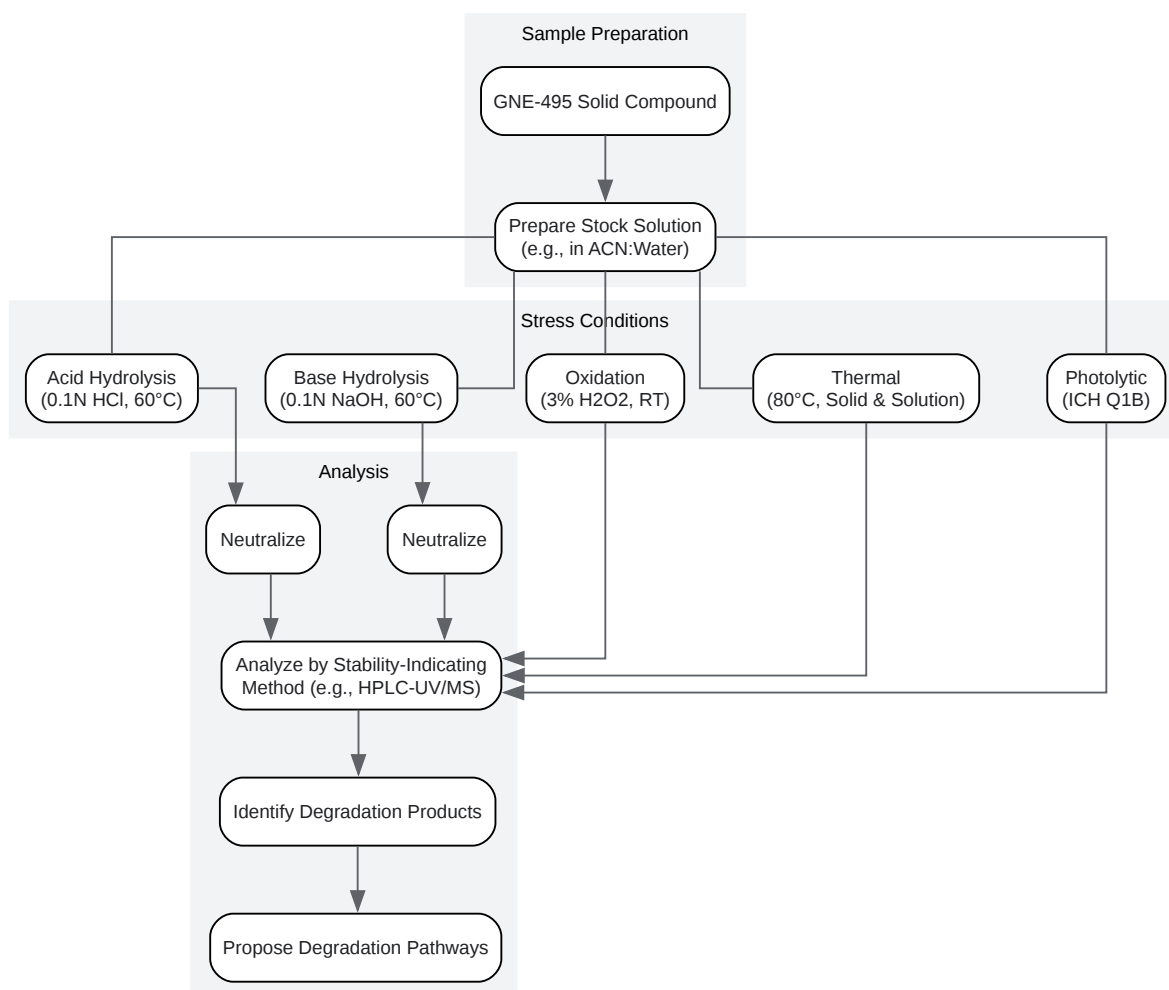 Sample Preparation
GNE-495 Solid Compound
Prepare Stock Solution
(e.g., in ACN:Water)
Stress Conditions
Acid Hydrolysis
(0.1N HCl, 60°C)
Base Hydrolysis
(0.1N NaOH, 60°C)
Oxidation
(3% H2O2, RT)
Thermal
(80°C, Solid & Solution)
Photolytic
(ICH Q1B)
Analysis
Neutralize
Neutralize
Analyze by Stability-Indicating
Method (e.g., HPLC-UV/MS)
Identify Degradation Products
Propose Degradation Pathways